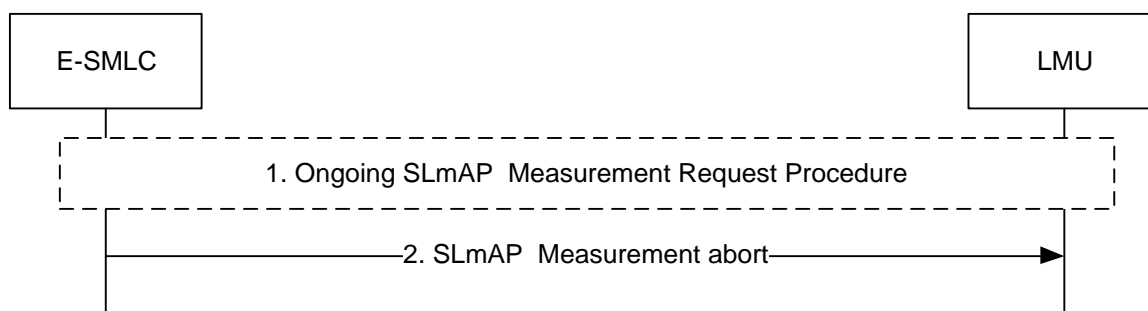 E-SMLC
LMU
1. Ongoing SLmAP  Measurement Request Procedure
2. SLmAP  Measurement abort